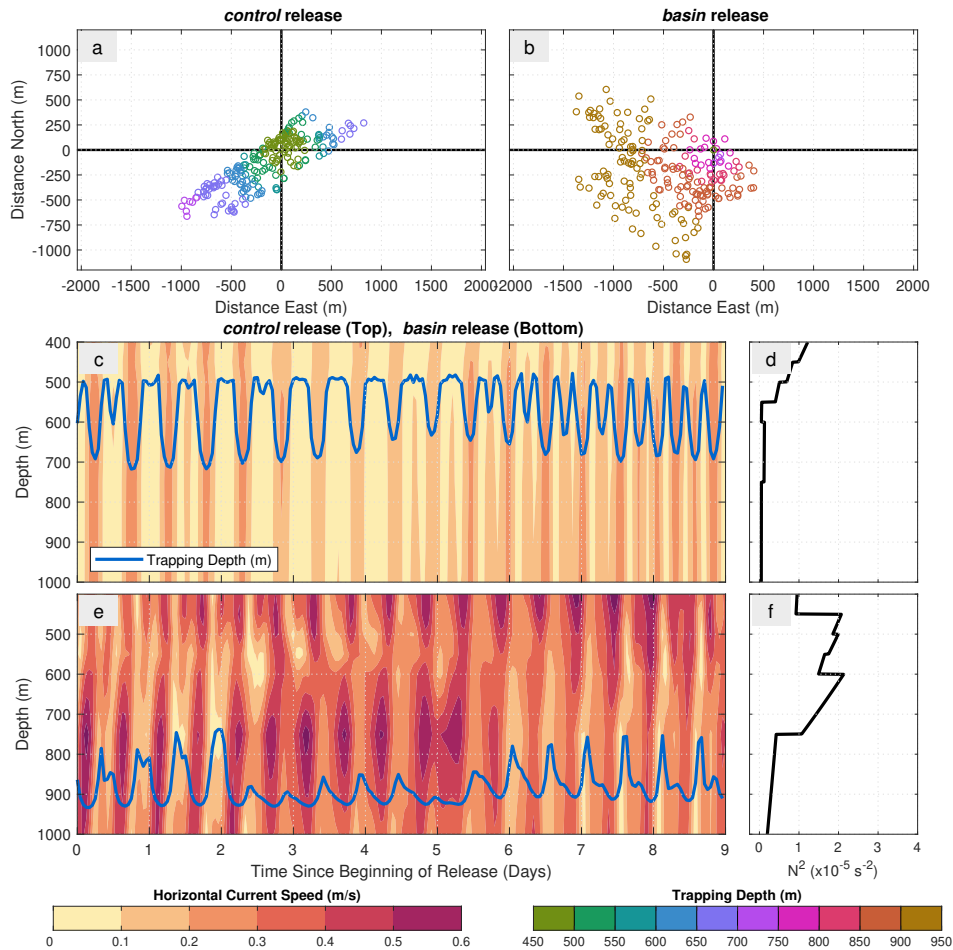 control release
basin release
a
b
1000
750
500
250
0
-250
-500
-750
-1000
Distance North (m)
-2000 -1500 -1000 -500 0 500 1000 1500 2000
-2000 -1500 -1000 -500 0 500 1000 1500 2000
Distance East (m)
Distance East (m)
control release (Top), basin release (Bottom)
c
d
400
500
600
700
800
900
1000
Depth (m)
Trapping Depth (m)
e
f
500
600
700
800
900
1000
Depth (m)
0 1 2 3 4 5 6 7 8 9
0 1 2 3 4
Time Since Beginning of Release (Days)
N² (x10⁻⁵ s⁻²)
Horizontal Current Speed (m/s)
0 0.1 0.2 0.3 0.4 0.5 0.6
Trapping Depth (m)
450 500 550 600 650 700 750 800 850 900 950